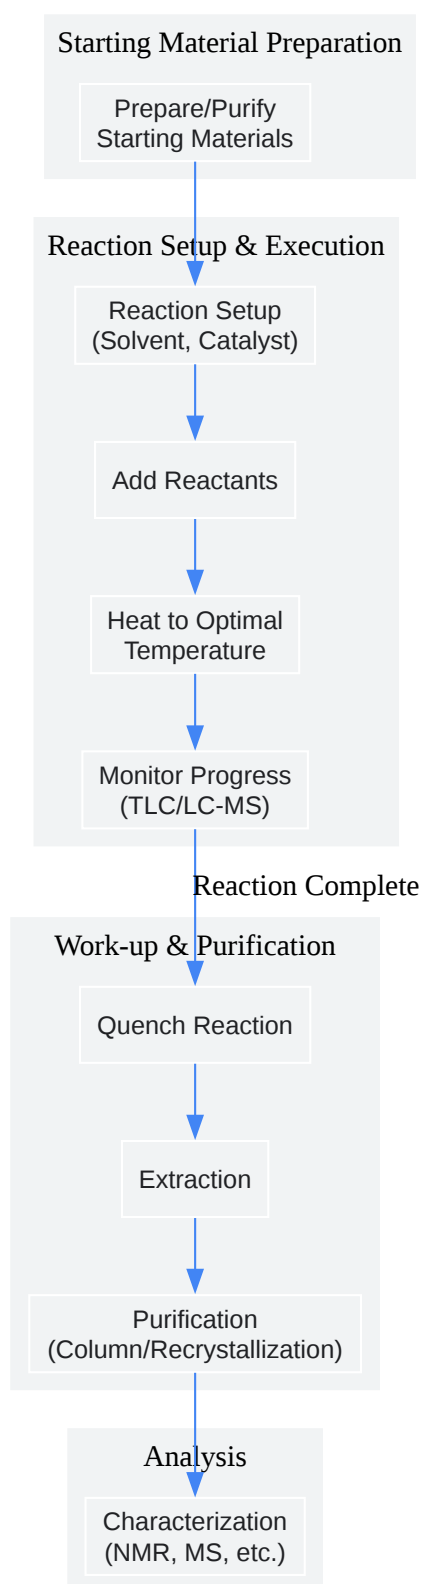 Starting Material Preparation
Prepare/Purify
Starting Materials
Reaction Setup & Execution
Reaction Setup
(Solvent, Catalyst)
Add Reactants
Heat to Optimal
Temperature
Monitor Progress
(TLC/LC-MS)
Reaction Complete
Work-up & Purification
Quench Reaction
Extraction
Purification
(Column/Recrystallization)
Analysis
Characterization
(NMR, MS, etc.)